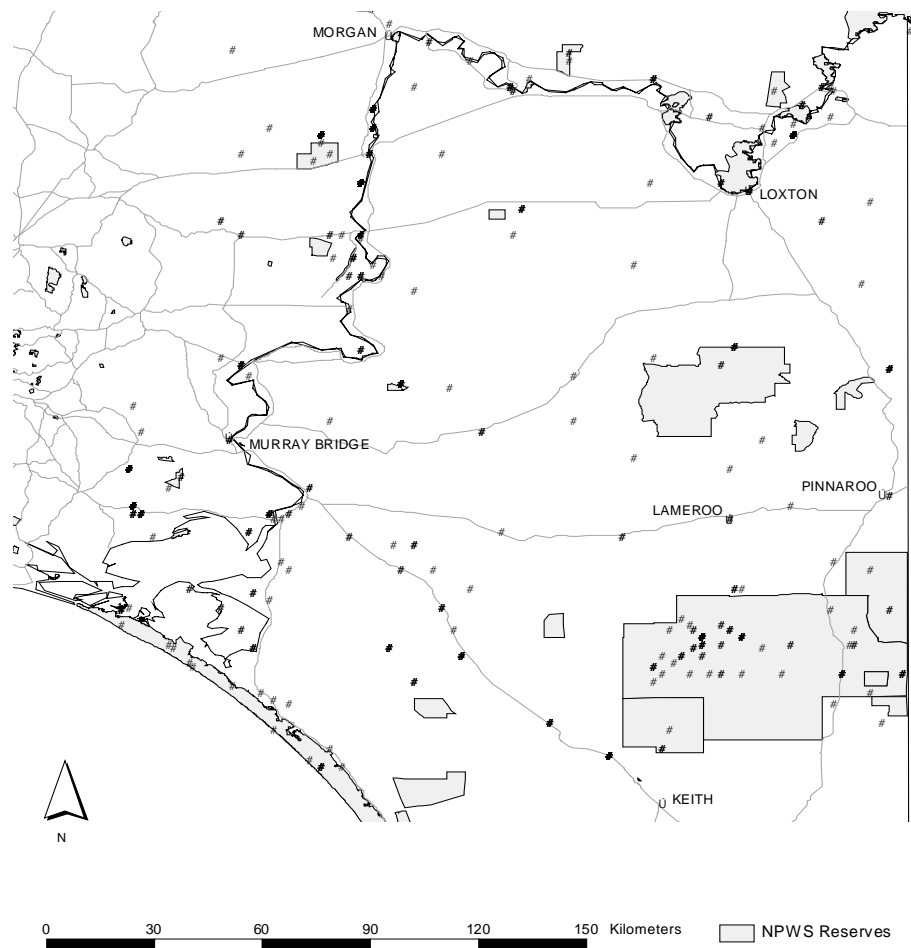 MORGAN
LOXTON
MURRAY BRIDGE
PINNAROO
LAMEROO
KEITH
N
0 30 60 90 120 150 Kilometers
NPWS Reserves